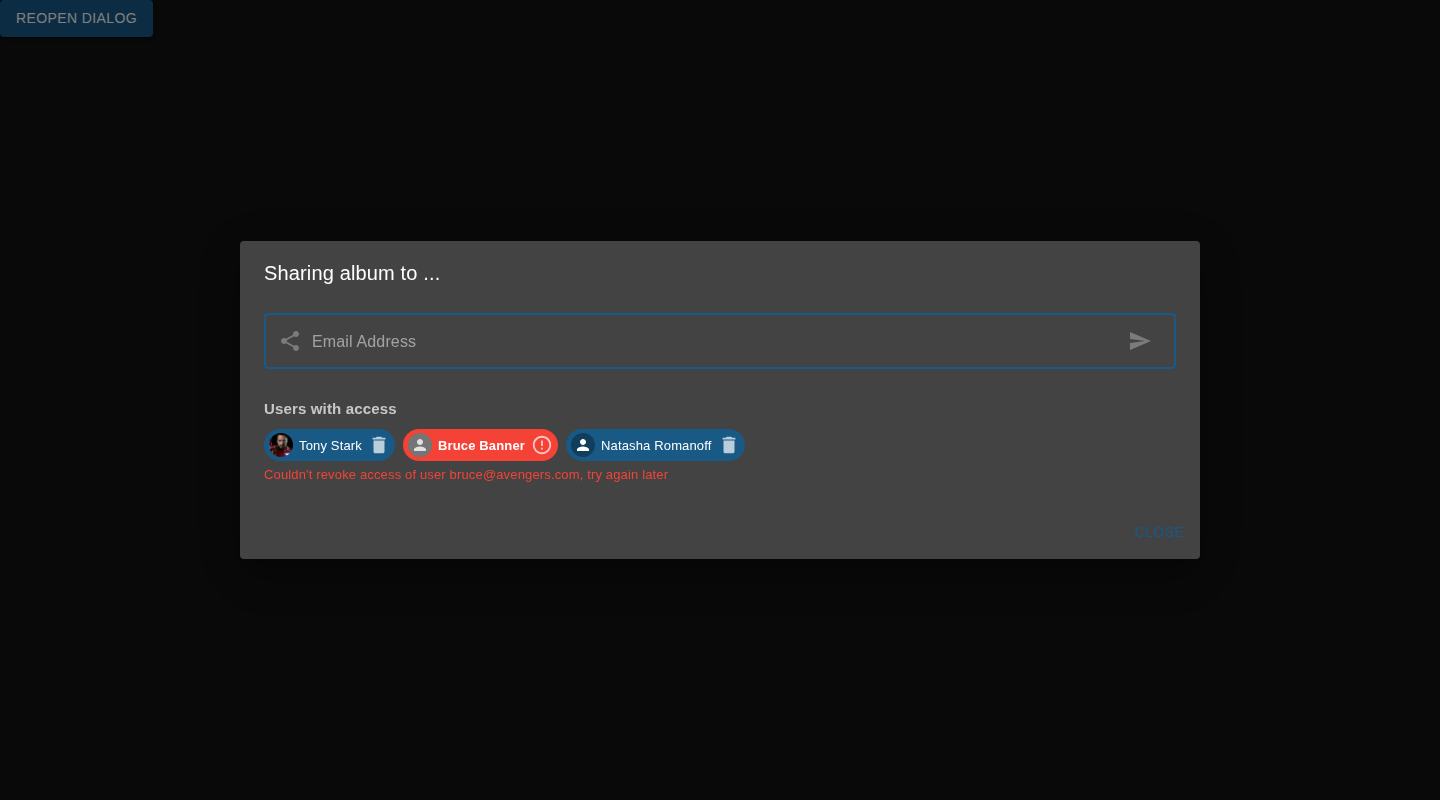 REOPEN DIALOG
Sharing album to ...
Email Address
Users with access
Tony Stark
Bruce Banner
Natasha Romanoff
Couldn't revoke access of user bruce@avengers.com, try again later
CLOSE